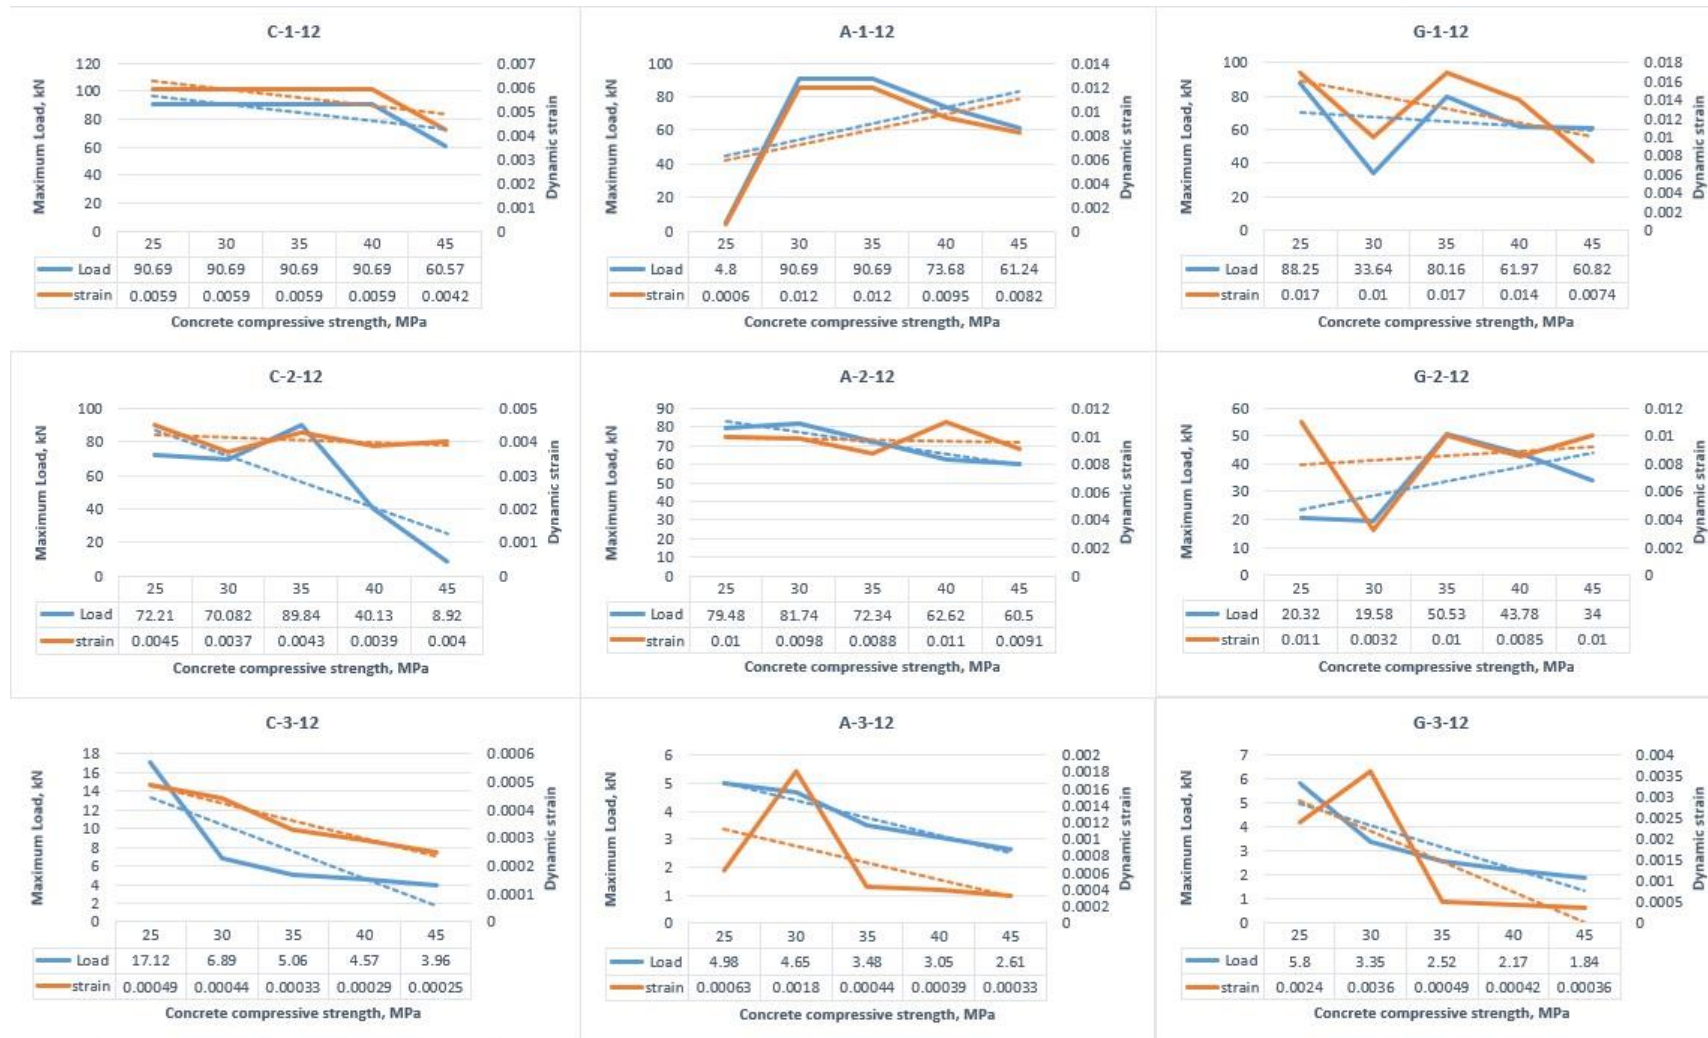 C-1-12
Maximum Load, kN
120
100
80
60
40
20
0
0.007
0.006
0.005
0.004
0.003
0.002
0.001
0
Dynamic strain
25 30 35 40 45
Load 90.69 90.69 90.69 90.69 60.57
strain 0.0059 0.0059 0.0059 0.0059 0.0042
Concrete compressive strength, MPa
A-1-12
Maximum Load, kN
100
80
60
40
20
0
0.014
0.012
0.01
0.008
0.006
0.004
0.002
0
Dynamic strain
25 30 35 40 45
Load 4.8 90.69 90.69 73.68 61.24
strain 0.0006 0.012 0.012 0.0095 0.0082
Concrete compressive strength, MPa
G-1-12
Maximum Load, kN
100
80
60
40
20
0
0.018
0.016
0.014
0.012
0.01
0.008
0.006
0.004
0.002
0
Dynamic strain
25 30 35 40 45
Load 88.25 33.64 80.16 61.97 60.82
strain 0.017 0.01 0.017 0.014 0.0074
Concrete compressive strength, MPa
C-2-12
Maximum Load, kN
100
80
60
40
20
0
0.005
0.004
0.003
0.002
0.001
0
Dynamic strain
25 30 35 40 45
Load 72.21 70.082 89.84 40.13 8.92
strain 0.0045 0.0037 0.0043 0.0039 0.004
Concrete compressive strength, MPa
A-2-12
Maximum Load, kN
90
80
70
60
50
40
30
20
10
0
0.012
0.01
0.008
0.006
0.004
0.002
0
Dynamic strain
25 30 35 40 45
Load 79.48 81.74 72.34 62.62 60.5
strain 0.01 0.0098 0.0088 0.011 0.0091
Concrete compressive strength, MPa
G-2-12
Maximum Load, kN
60
50
40
30
20
10
0
0.012
0.01
0.008
0.006
0.004
0.002
0
Dynamic strain
25 30 35 40 45
Load 20.32 19.58 50.53 43.78 34
strain 0.011 0.0032 0.01 0.0085 0.01
Concrete compressive strength, MPa
C-3-12
Maximum Load, kN
18
16
14
12
10
8
6
4
2
0
0.0006
0.0005
0.0004
0.0003
0.0002
0.0001
0
Dynamic strain
25 30 35 40 45
Load 17.12 6.89 5.06 4.57 3.96
strain 0.00049 0.00044 0.00033 0.00029 0.00025
Concrete compressive strength, MPa
A-3-12
Maximum Load, kN
6
5
4
3
2
1
0
0.002
0.0018
0.0016
0.0014
0.0012
0.001
0.0008
0.0006
0.0004
0.0002
0
Dynamic strain
25 30 35 40 45
Load 4.98 4.65 3.48 3.05 2.61
strain 0.00063 0.0018 0.00044 0.00039 0.00033
Concrete compressive strength, MPa
G-3-12
Maximum Load, kN
7
6
5
4
3
2
1
0
0.004
0.0035
0.003
0.0025
0.002
0.0015
0.001
0.0005
0
Dynamic strain
25 30 35 40 45
Load 5.8 3.35 2.52 2.17 1.84
strain 0.0024 0.0036 0.00049 0.00042 0.00036
Concrete compressive strength, MPa